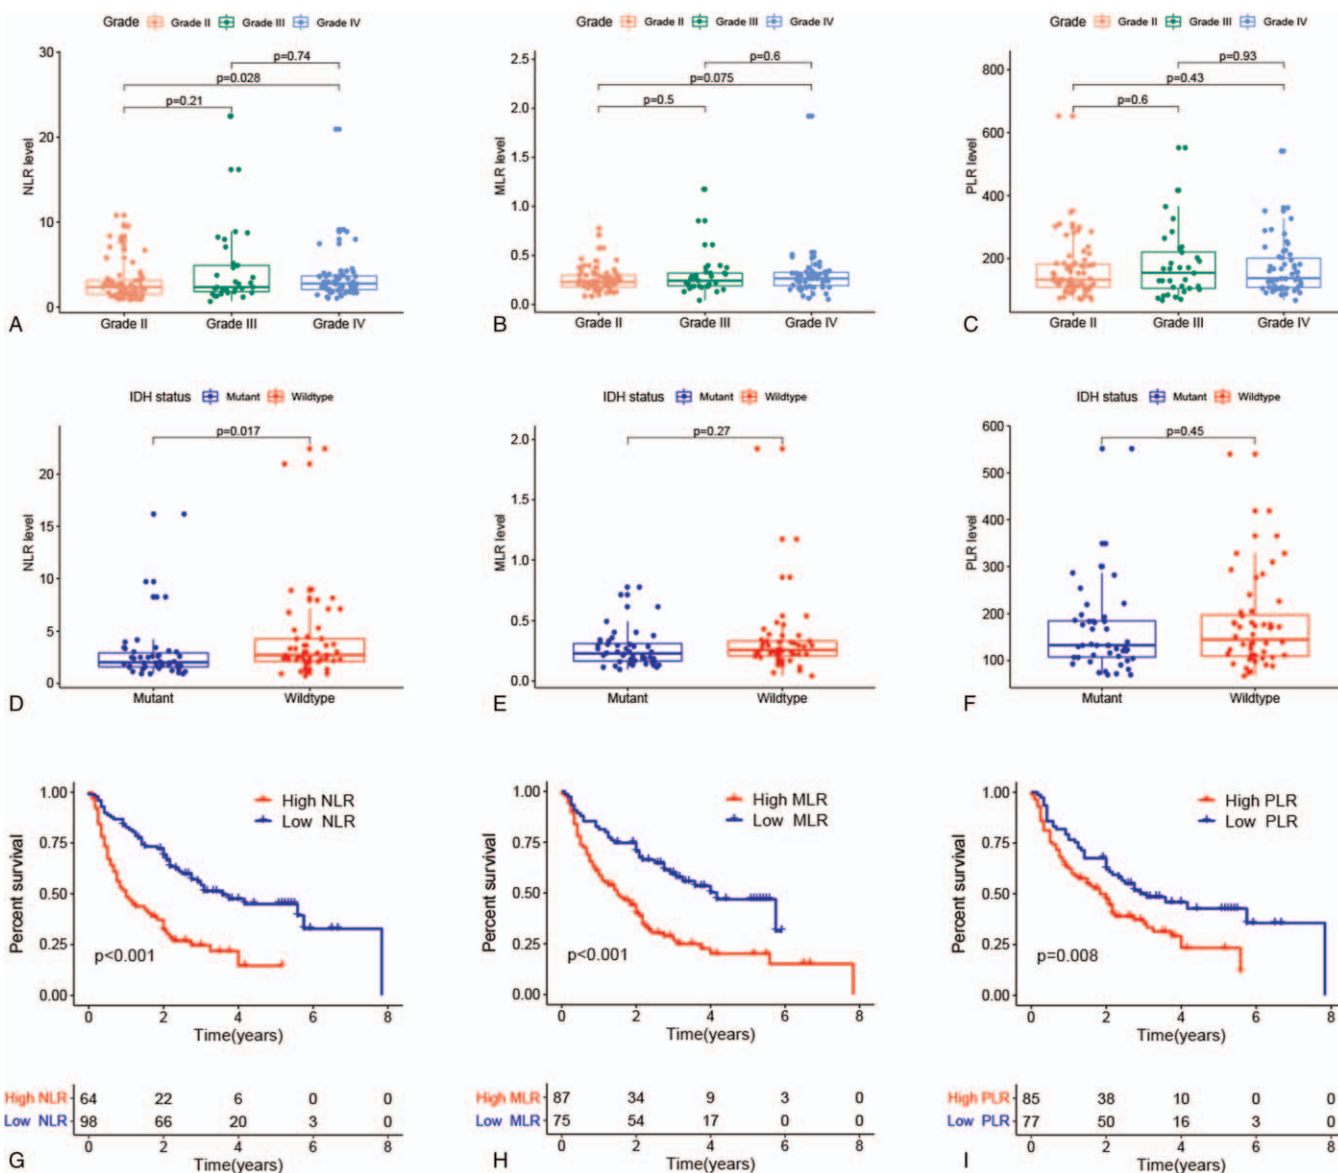 Grade Grade II Grade III Grade IV
30
20
10
0
NLR level
p=0.74
p=0.028
p=0.21
Grade II Grade III Grade IV
A
Grade Grade II Grade III Grade IV
2.5
2.0
1.5
1.0
0.5
0.0
MLR level
p=0.6
p=0.075
p=0.5
Grade II Grade III Grade IV
B
Grade Grade II Grade III Grade IV
800
600
400
200
PLR level
p=0.93
p=0.43
p=0.6
Grade II Grade III Grade IV
C
IDH status Mutant Wildtype
20
15
10
5
0
NLR level
p=0.017
Mutant Wildtype
D
IDH status Mutant Wildtype
2.0
1.5
1.0
0.5
0.0
MLR level
p=0.27
Mutant Wildtype
E
IDH status Mutant Wildtype
600
500
400
300
200
100
PLR level
p=0.45
Mutant Wildtype
F
1.00
0.75
0.50
0.25
0.00
Percent survival
High NLR
Low NLR
p<0.001
0 2 4 6 8
Time(years)
High NLR 64 22 6 0 0
Low NLR 98 66 20 3 0
0 2 4 6 8
Time(years)
G
1.00
0.75
0.50
0.25
0.00
Percent survival
High MLR
Low MLR
p<0.001
0 2 4 6 8
Time(years)
High MLR 87 34 9 3 0
Low MLR 75 54 17 0 0
0 2 4 6 8
Time(years)
H
1.00
0.75
0.50
0.25
0.00
Percent survival
High PLR
Low PLR
p=0.008
0 2 4 6 8
Time(years)
High PLR 85 38 10 0 0
Low PLR 77 50 16 3 0
0 2 4 6 8
Time(years)
I